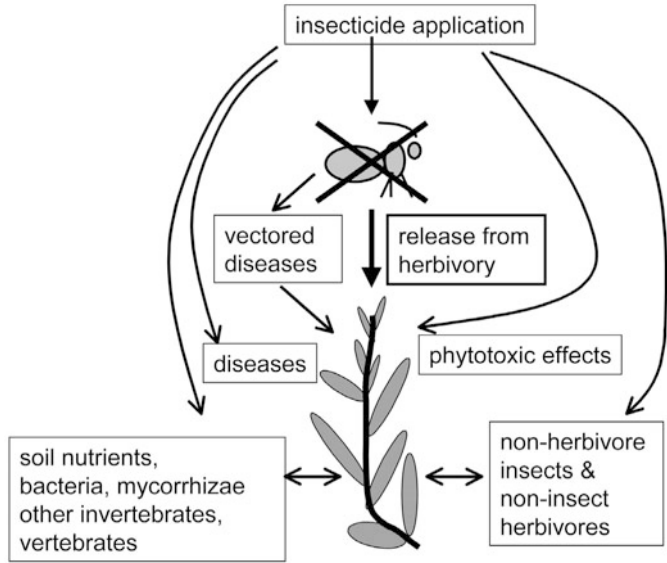 insecticide application
vectored
diseases
release from
herbivory
diseases
phytotoxic effects
soil nutrients,
bacteria, mycorrhizae
other invertebrates,
vertebrates
non-herbivore
insects &
non-insect
herbivores